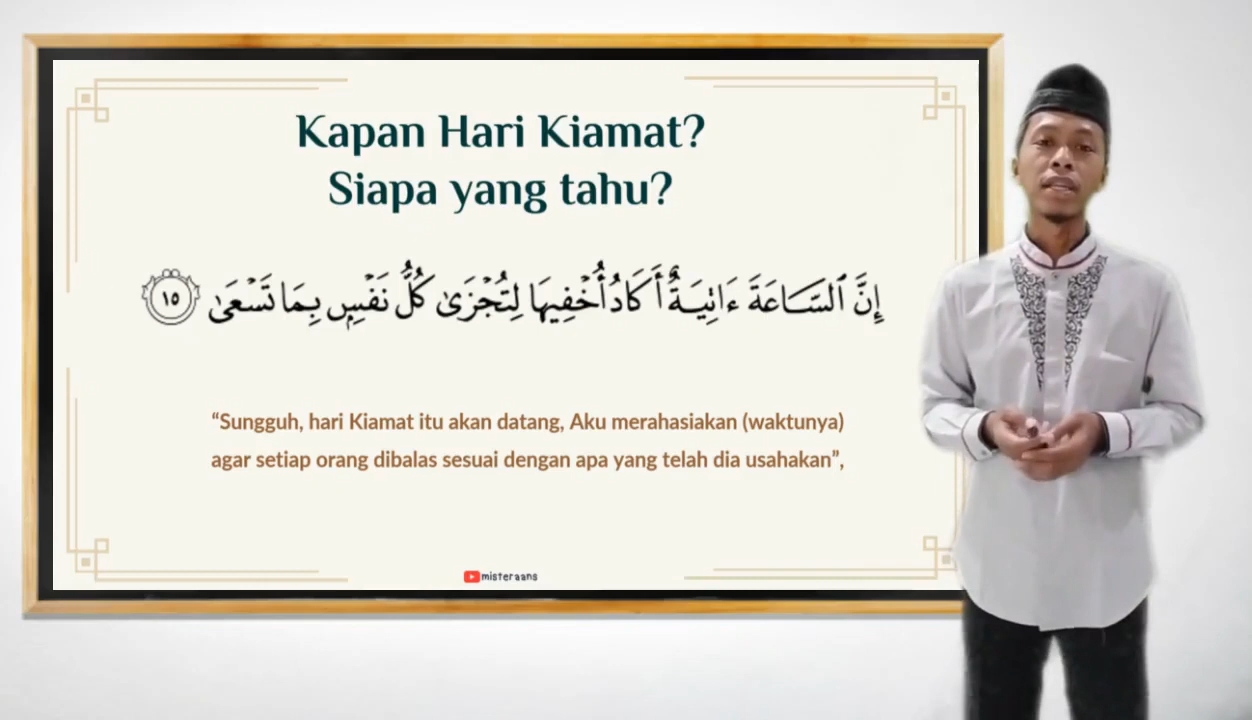 Kapan Hari Kiamat?
Siapa yang tahu?
إِنَّ ٱلسَّاعَةَ ءَاتِيَةٌ أَكَادُ أُخْفِيهَا لِتُجْزَىٰ كُلُّ نَفْسٍۭ بِمَا تَسْعَىٰ ١٥
“Sungguh, hari Kiamat itu akan datang, Aku merahasiakan (waktunya)
agar setiap orang dibalas sesuai dengan apa yang telah dia usahakan”,
misteraans